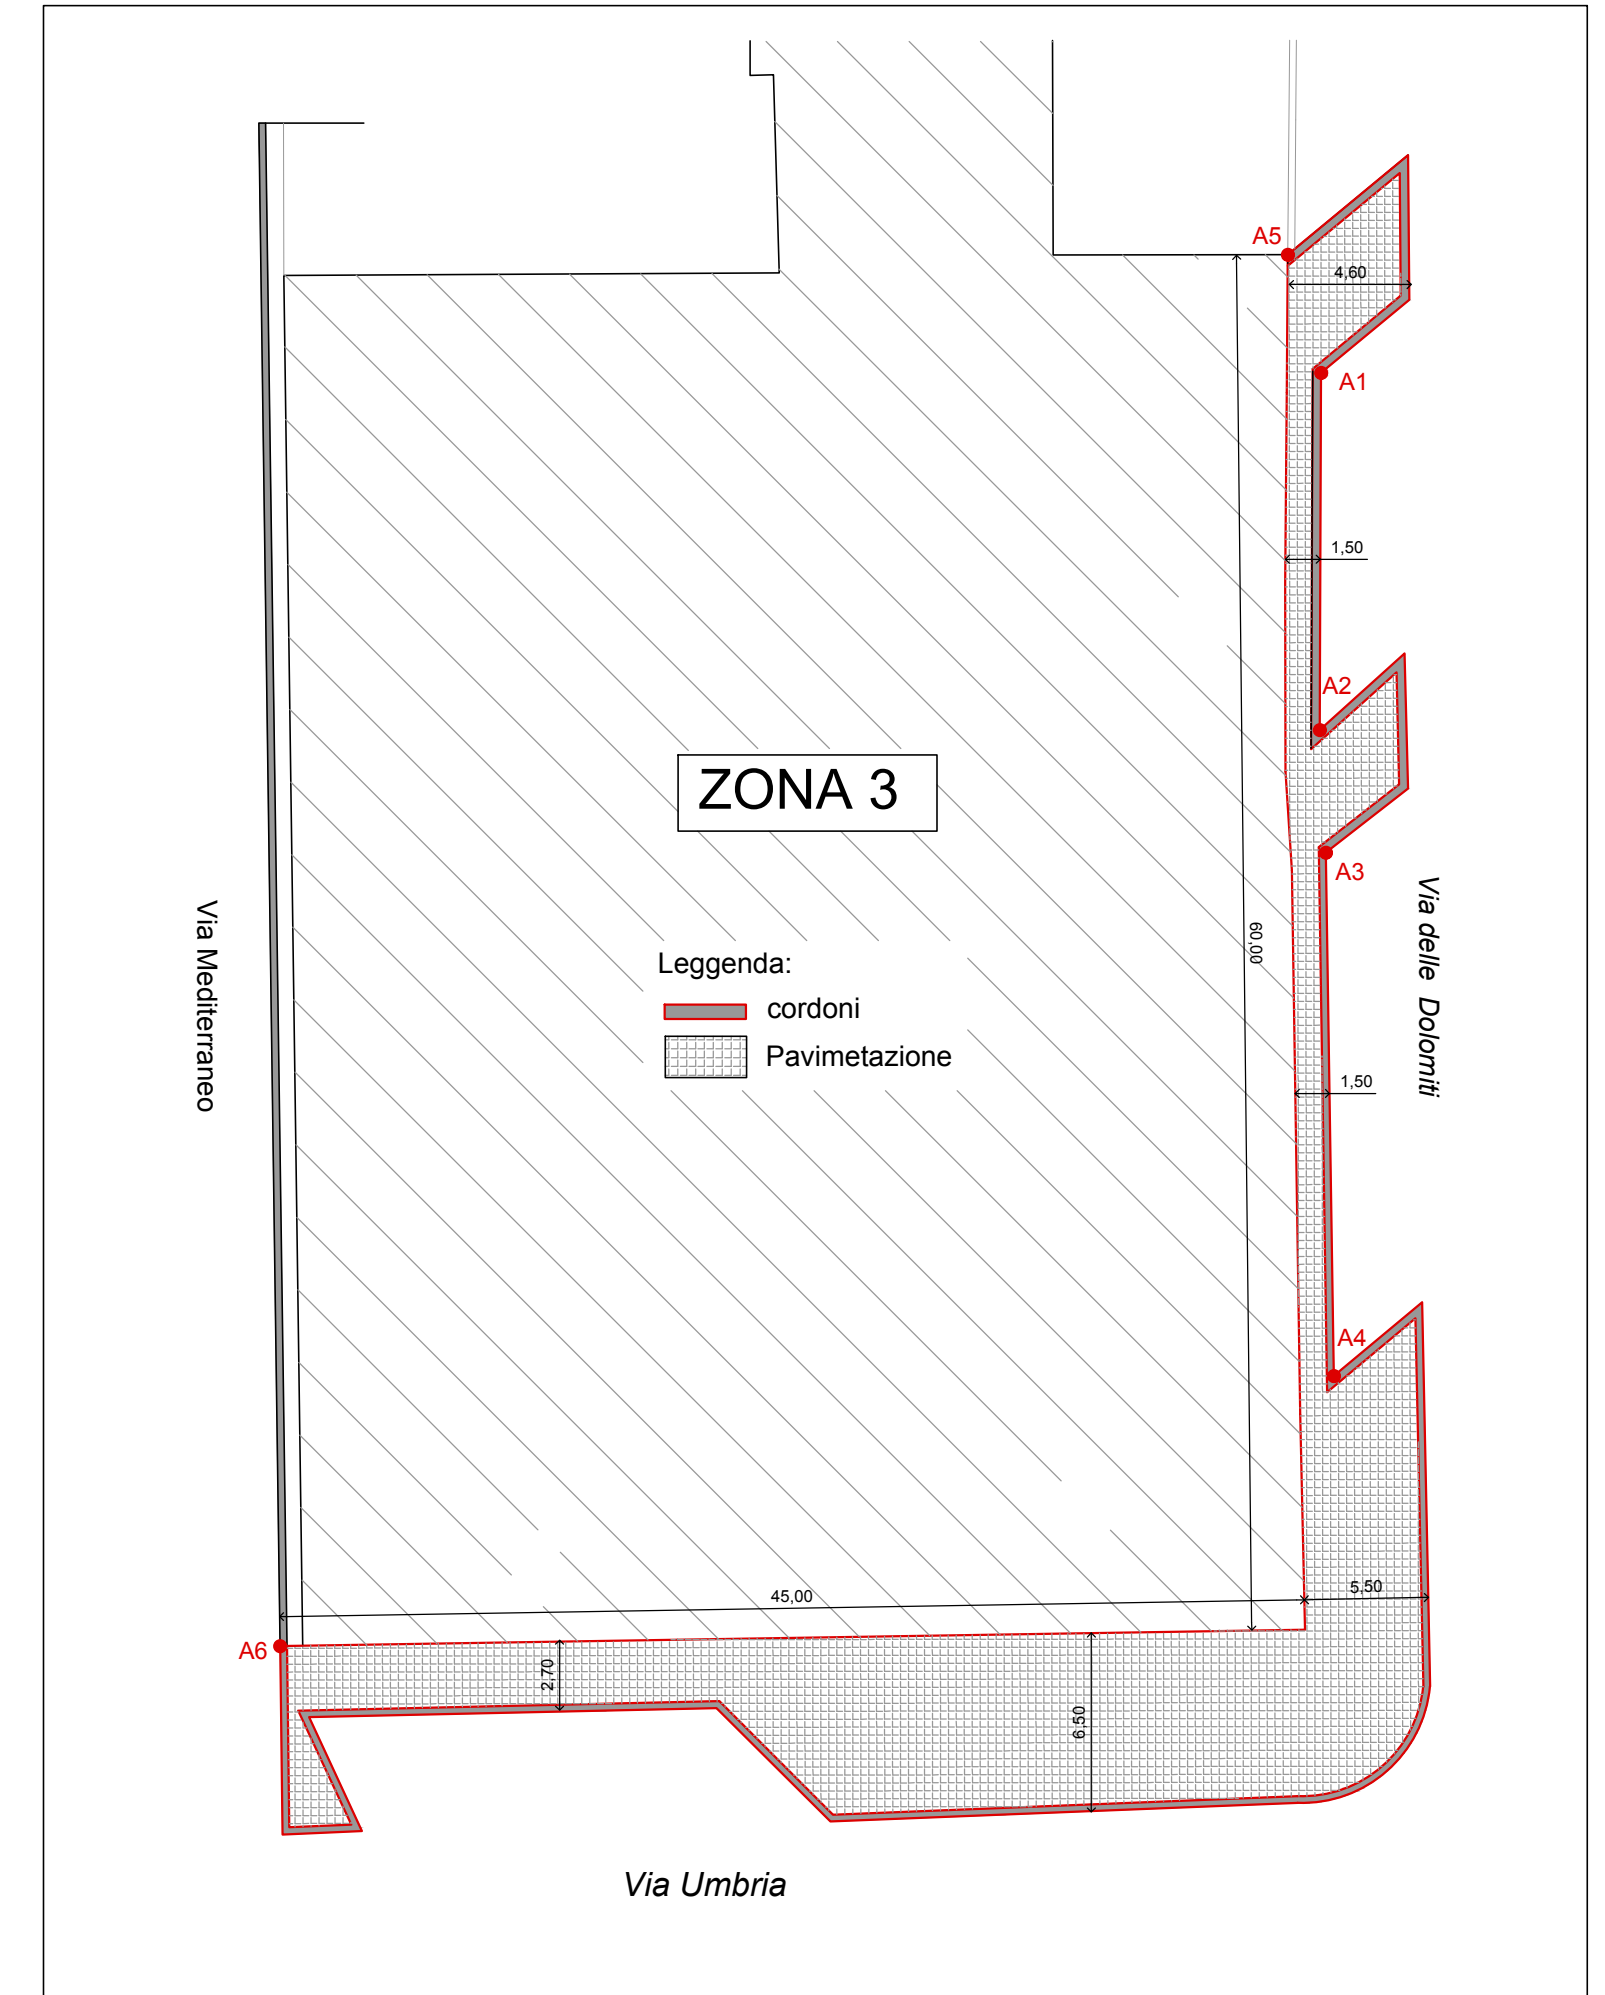 A5
4,60
A1
1,50
A2
ZONA 3
A3
Via Mediterraneo
Via delle Dolomiti
60,00
Leggenda:
cordoni
Pavimetazione
1,50
A4
45,00
5,50
A6
2,70
6,50
Via Umbria